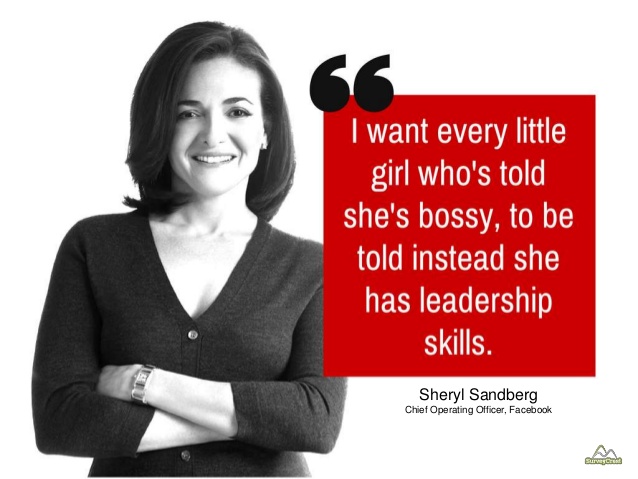 I want every little
girl who's told
she's bossy, to be
told instead she
has leadership
skills.
Sheryl Sandberg
Chief Operating Officer, Facebook
SurveyCrest